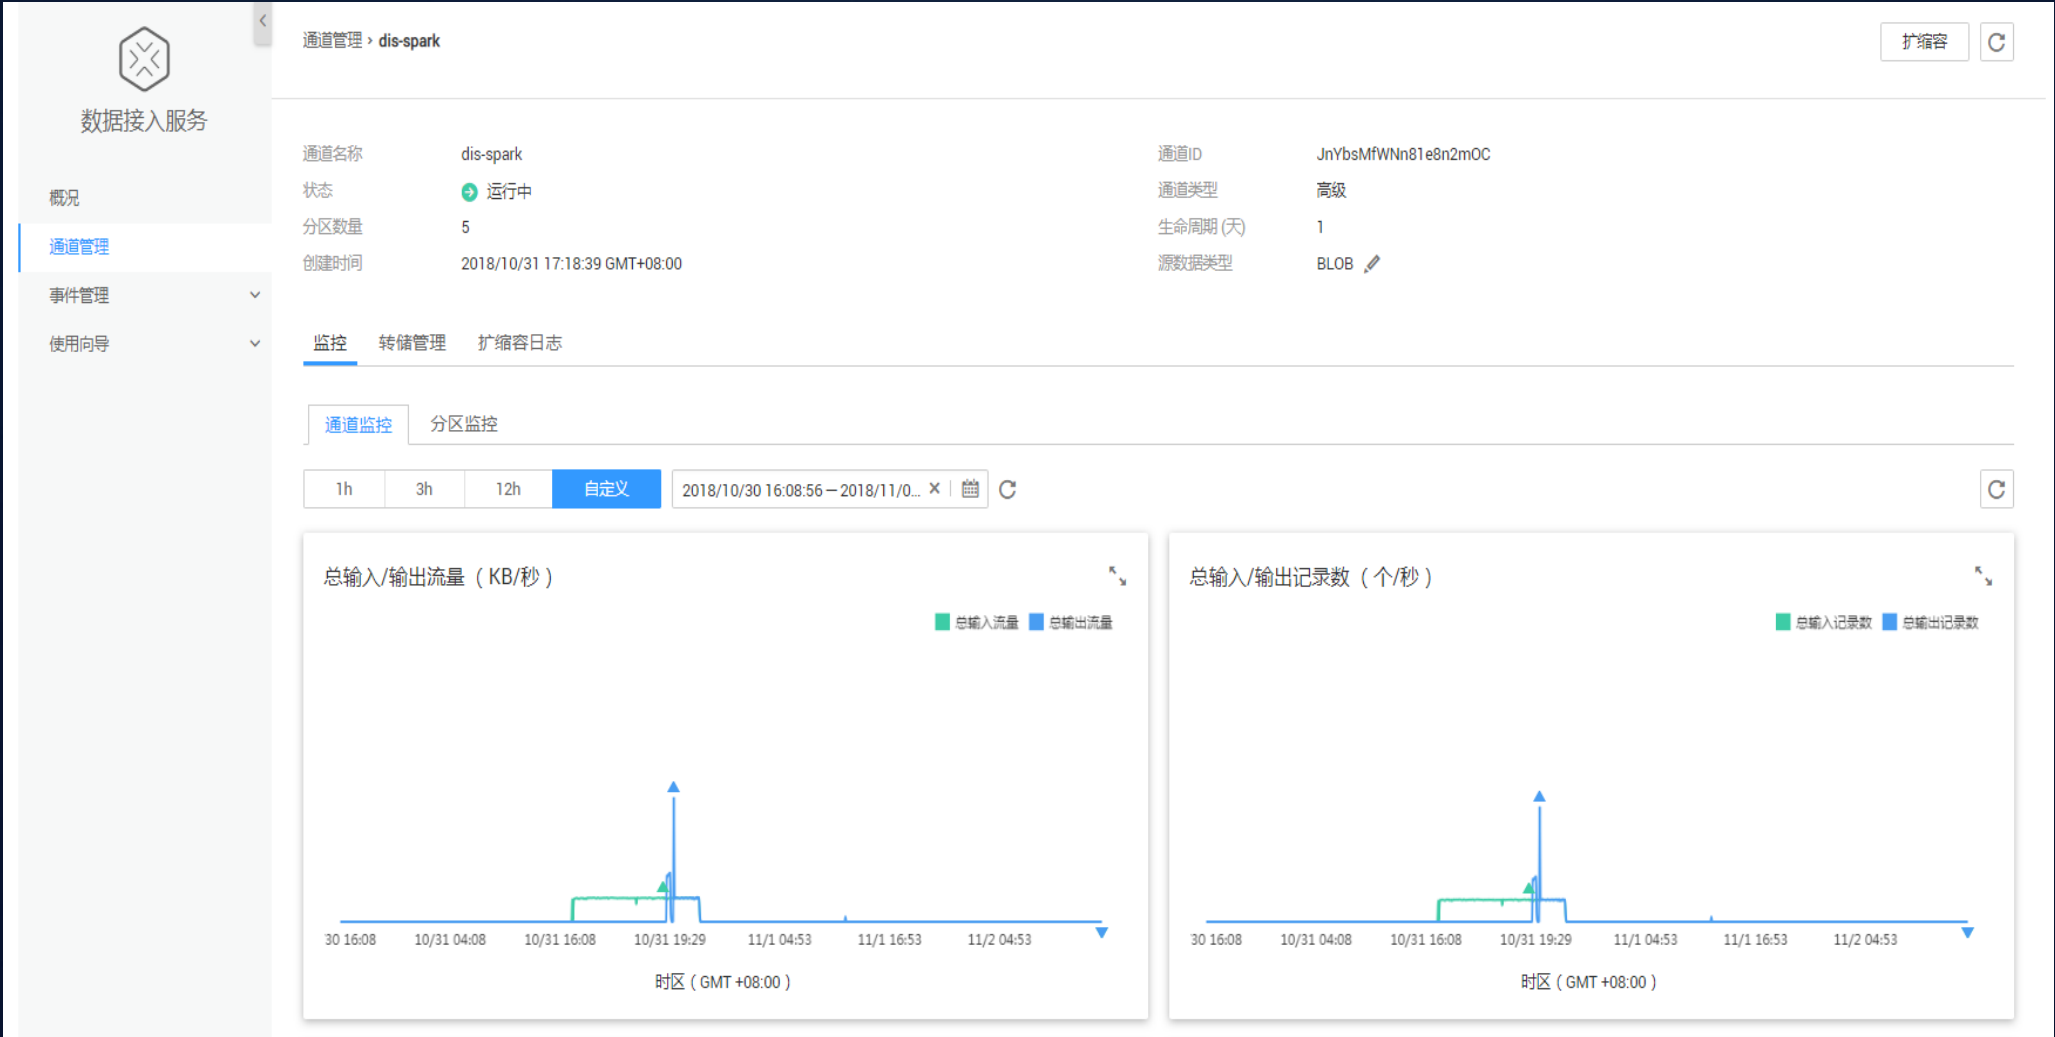 数据接入服务
概况
通道管理
事件管理
使用向导
通道管理 › dis-spark
扩缩容
通道名称 dis-spark 通道ID JnYbsMfWNn81e8n2mOC
状态 运行中 通道类型 高级
分区数量 5 生命周期 (天) 1
创建时间 2018/10/31 17:18:39 GMT+08:00 源数据类型 BLOB
监控 转储管理 扩缩容日志
通道监控 分区监控
1h 3h 12h 自定义 2018/10/30 16:08:56 – 2018/11/0...
总输入/输出流量（KB/秒）
总输入流量 总输出流量
30 16:08 10/31 04:08 10/31 16:08 10/31 19:29 11/1 04:53 11/1 16:53 11/2 04:53
时区（GMT +08:00）
总输入/输出记录数（个/秒）
总输入记录数 总输出记录数
30 16:08 10/31 04:08 10/31 16:08 10/31 19:29 11/1 04:53 11/1 16:53 11/2 04:53
时区（GMT +08:00）